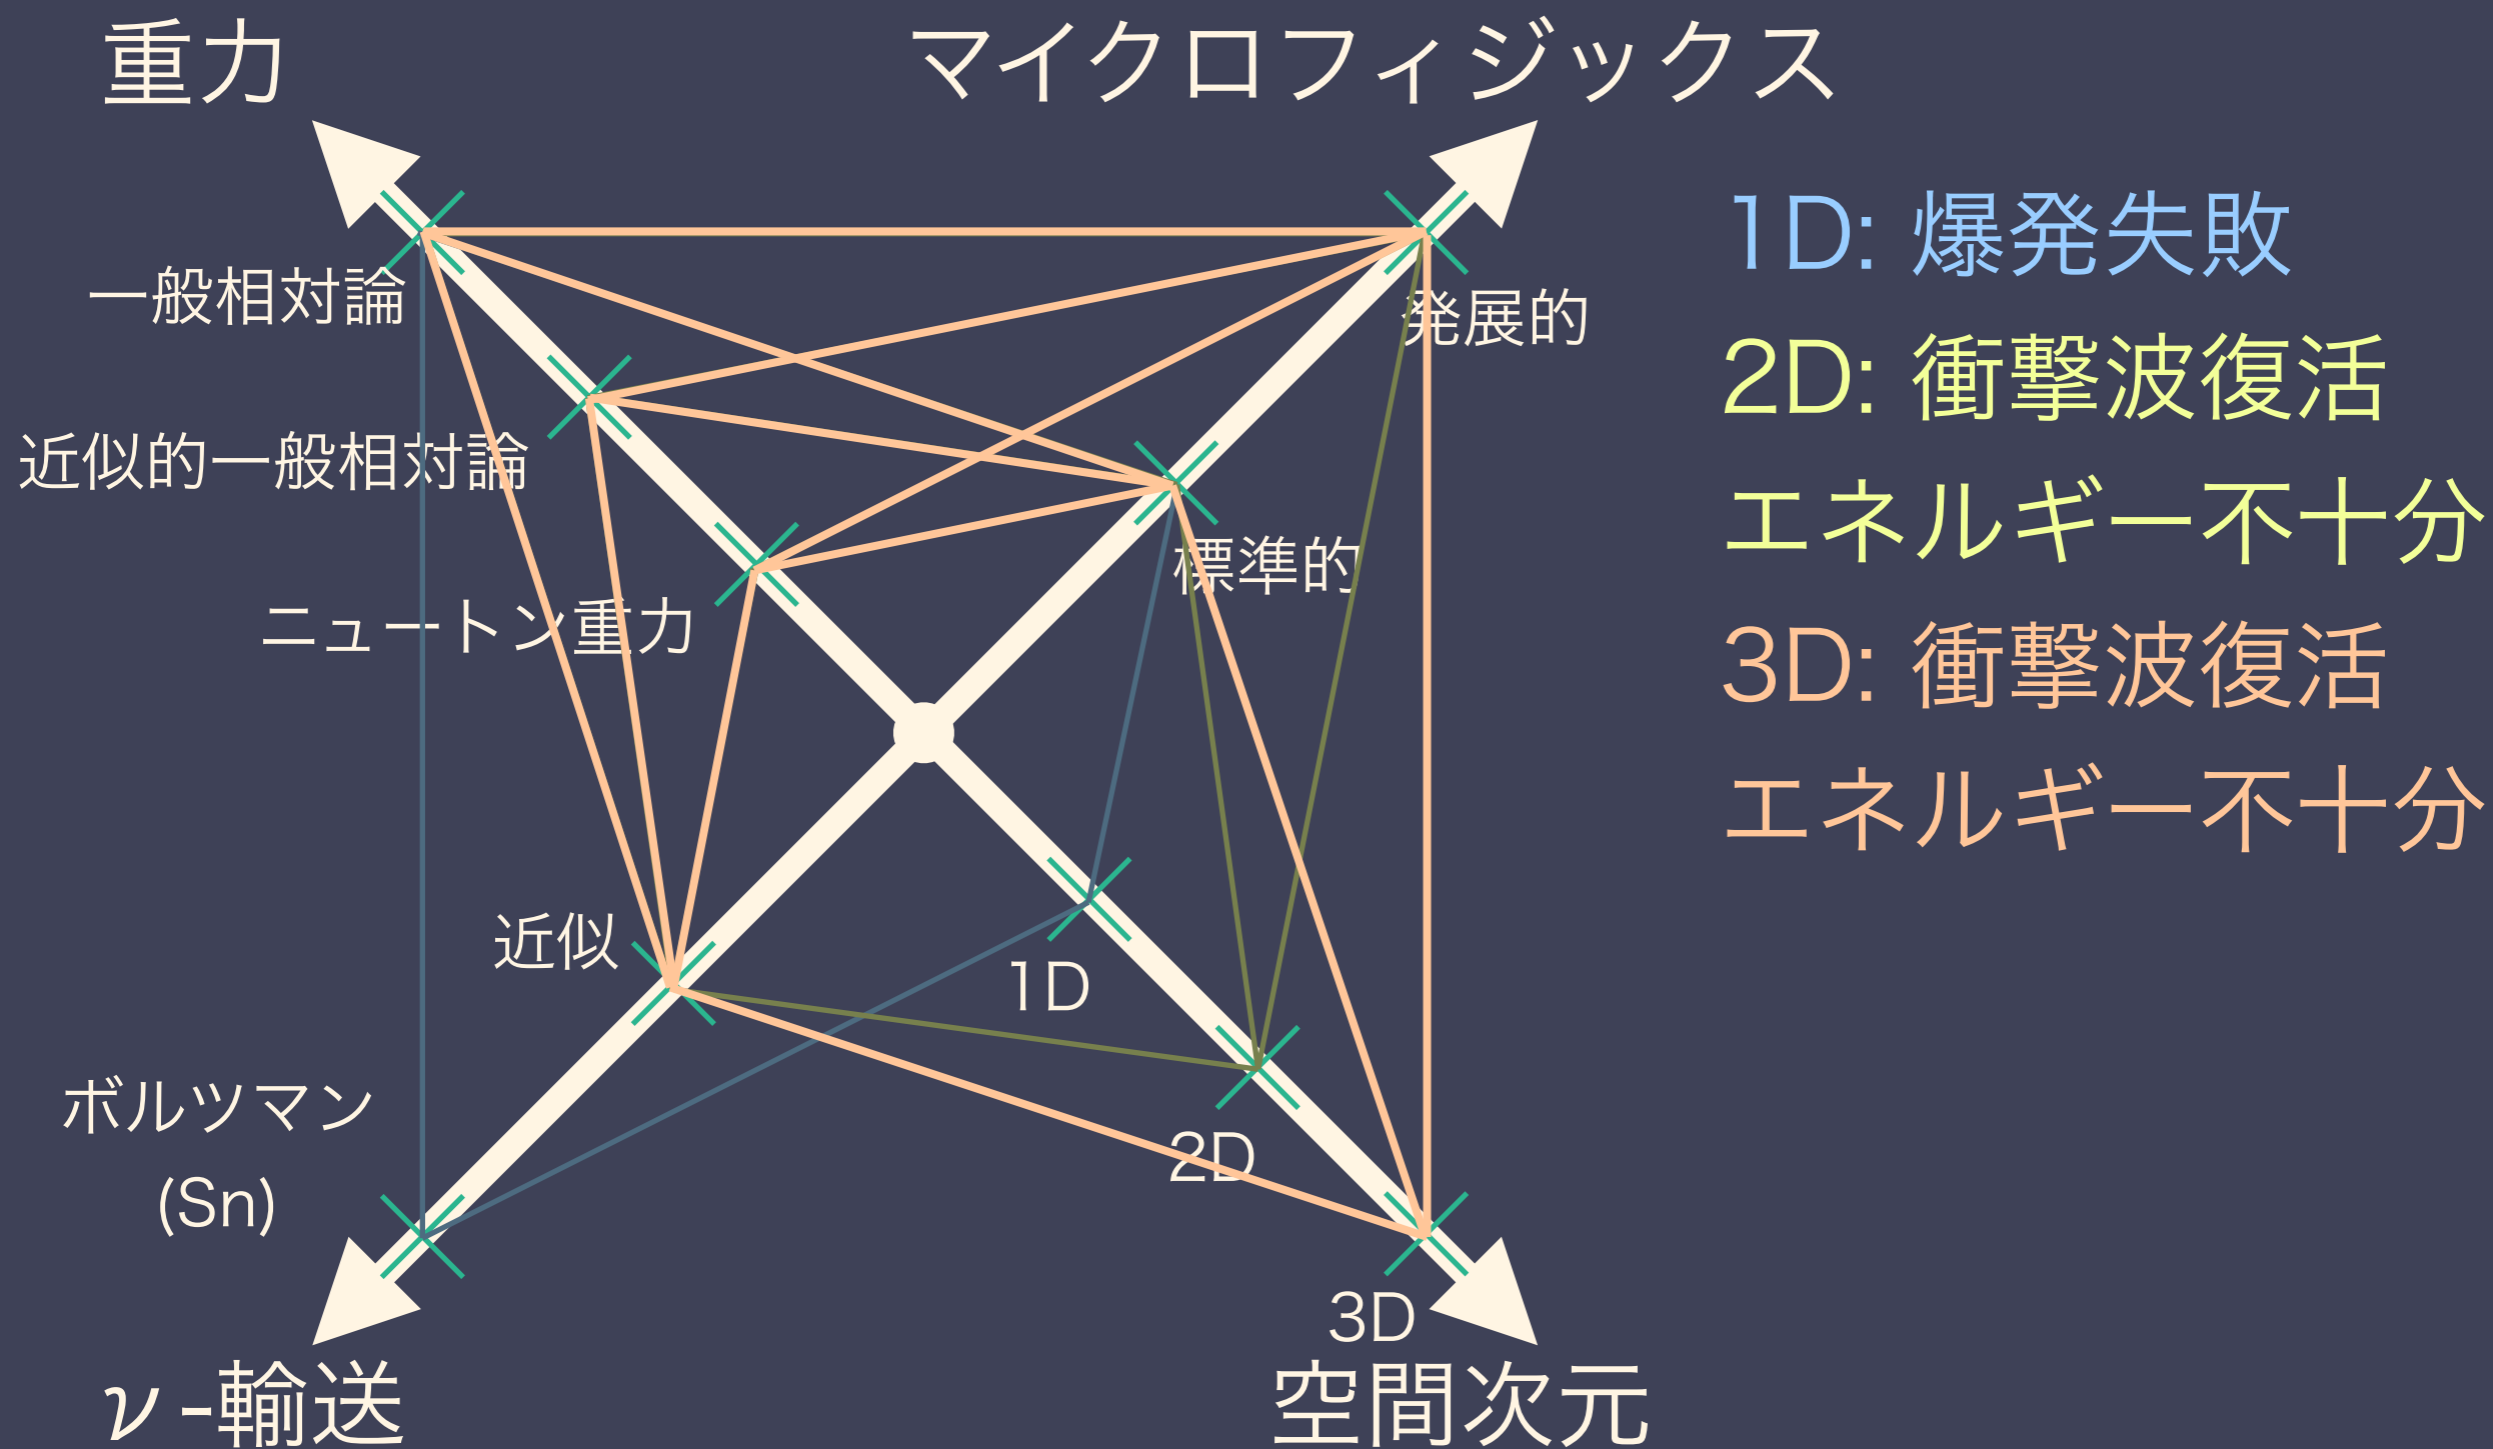 重力
マイクロフィジックス
一般相対論
発展的
近似的一般相対論
標準的
ニュートン重力
近似
1D
ボルツマン
(Sn)
2D
3D
ν-輸送
空間次元
1D: 爆発失敗
2D: 衝撃波復活
エネルギー不十分
3D: 衝撃波復活
エネルギー不十分